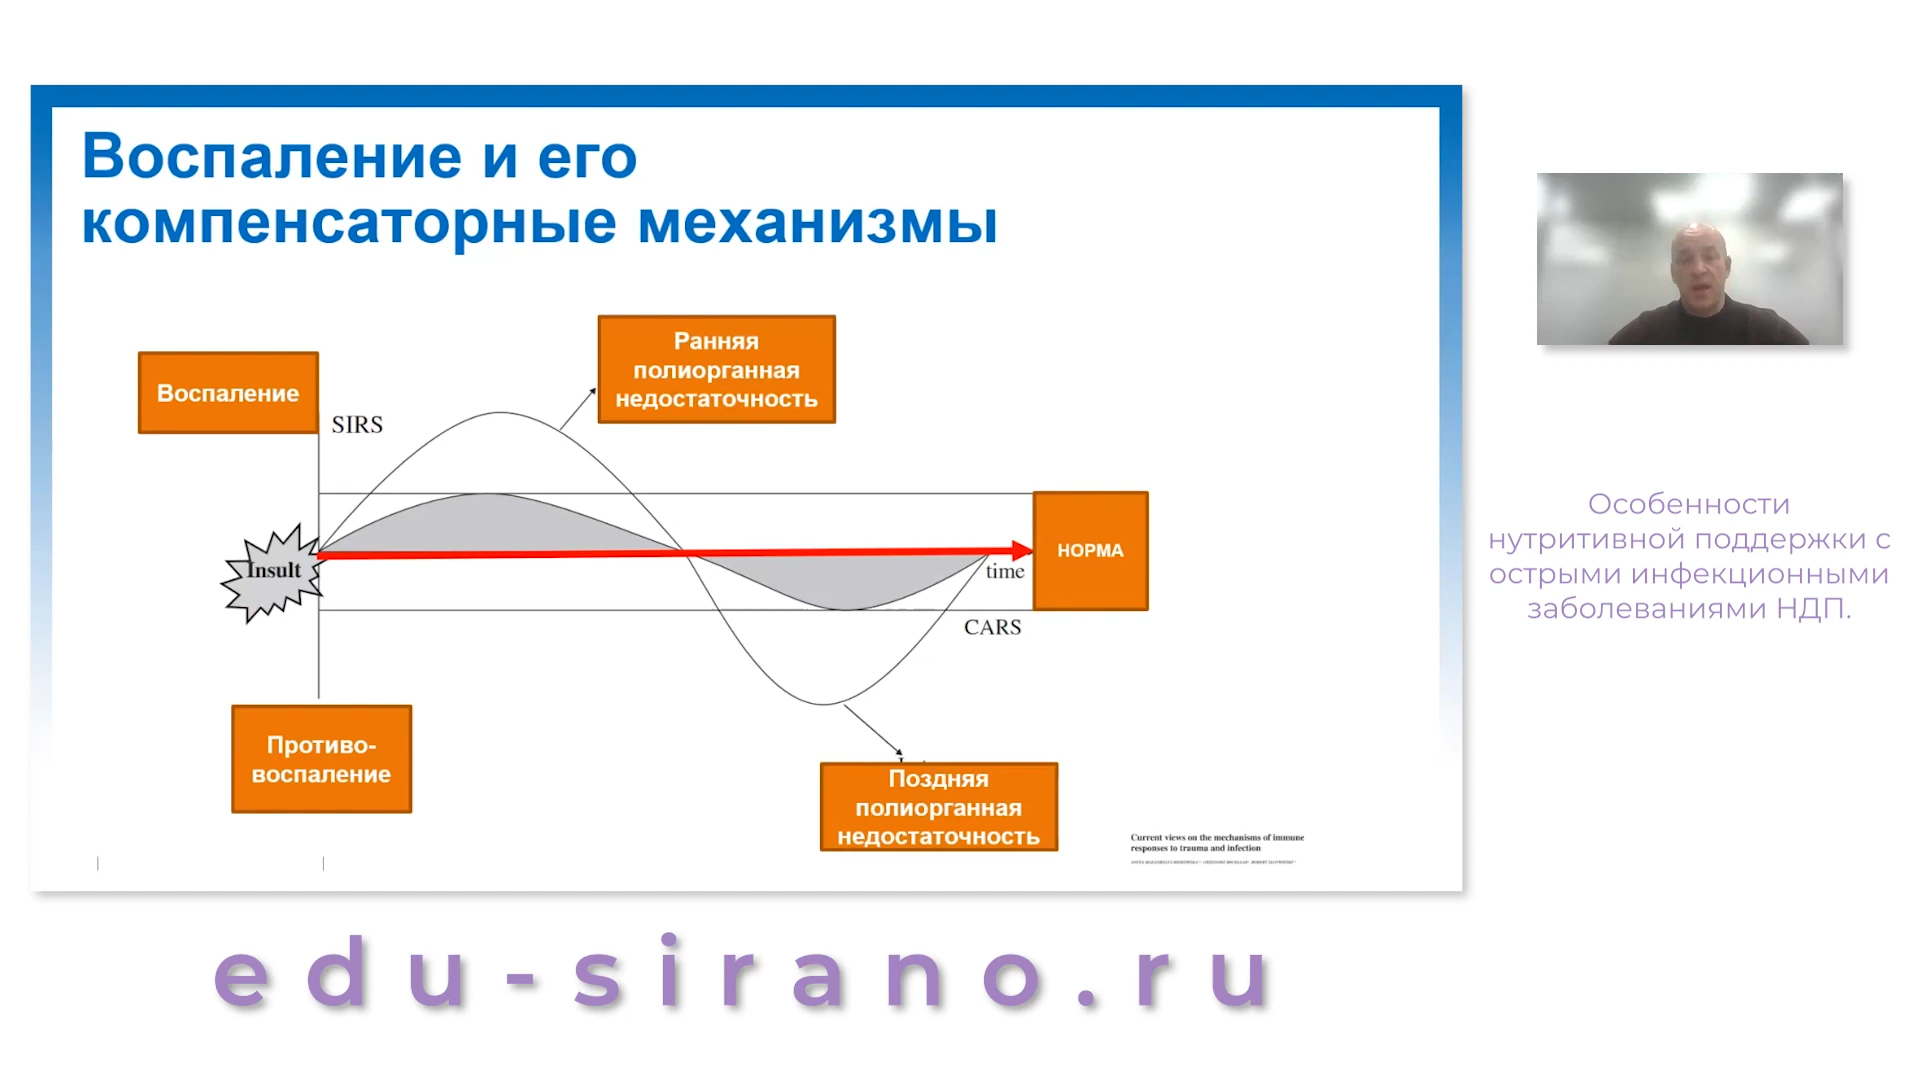 Воспаление и его
компенсаторные механизмы
Ранняя
полиорганная
недостаточность
Воспаление
SIRS
НОРМА
Insult
time
CARS
Противо-
воспаление
Поздняя
полиорганная
недостаточность
Current views on the mechanisms of immune
responses to trauma and infection
Особенности
нутритивной поддержки с
острыми инфекционными
заболеваниями НДП.
edu-sirano.ru